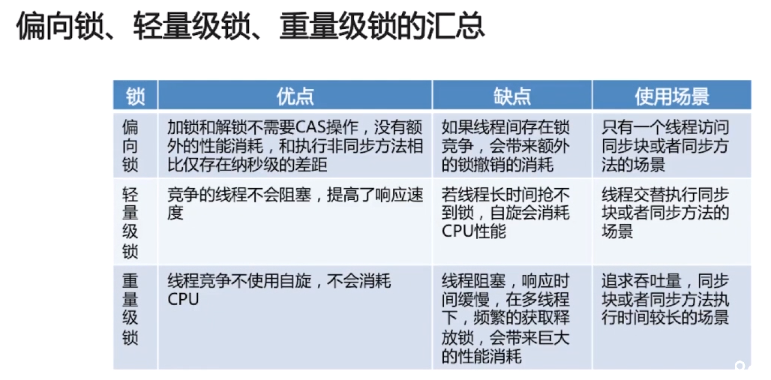 偏向锁、轻量级锁、重量级锁的汇总
锁 优点 缺点 使用场景
偏
向
锁
加锁和解锁不需要CAS操作，没有额
外的性能消耗，和执行非同步方法相
比仅存在纳秒级的差距
如果线程间存在锁
竞争，会带来额外
的锁撤销的消耗
只有一个线程访问
同步块或者同步方
法的场景
轻
量
级
锁
竞争的线程不会阻塞，提高了响应速
度
若线程长时间抢不
到锁，自旋会消耗
CPU性能
线程交替执行同步
块或者同步方法的
场景
重
量
级
锁
线程竞争不使用自旋，不会消耗
CPU
线程阻塞，响应时
间缓慢，在多线程
下，频繁的获取释
放锁，会带来巨大
的性能消耗
追求吞吐量，同步
块或者同步方法执
行时间较长的场景